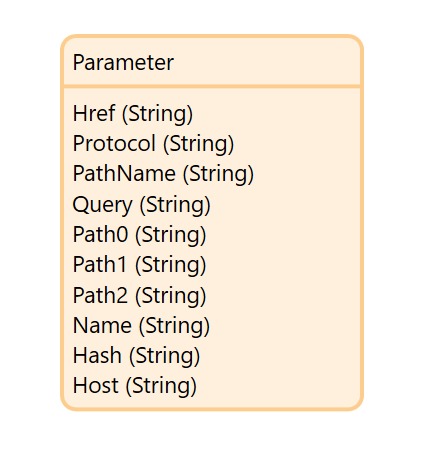 Parameter
Href (String)
Protocol (String)
PathName (String)
Query (String)
Path0 (String)
Path1 (String)
Path2 (String)
Name (String)
Hash (String)
Host (String)